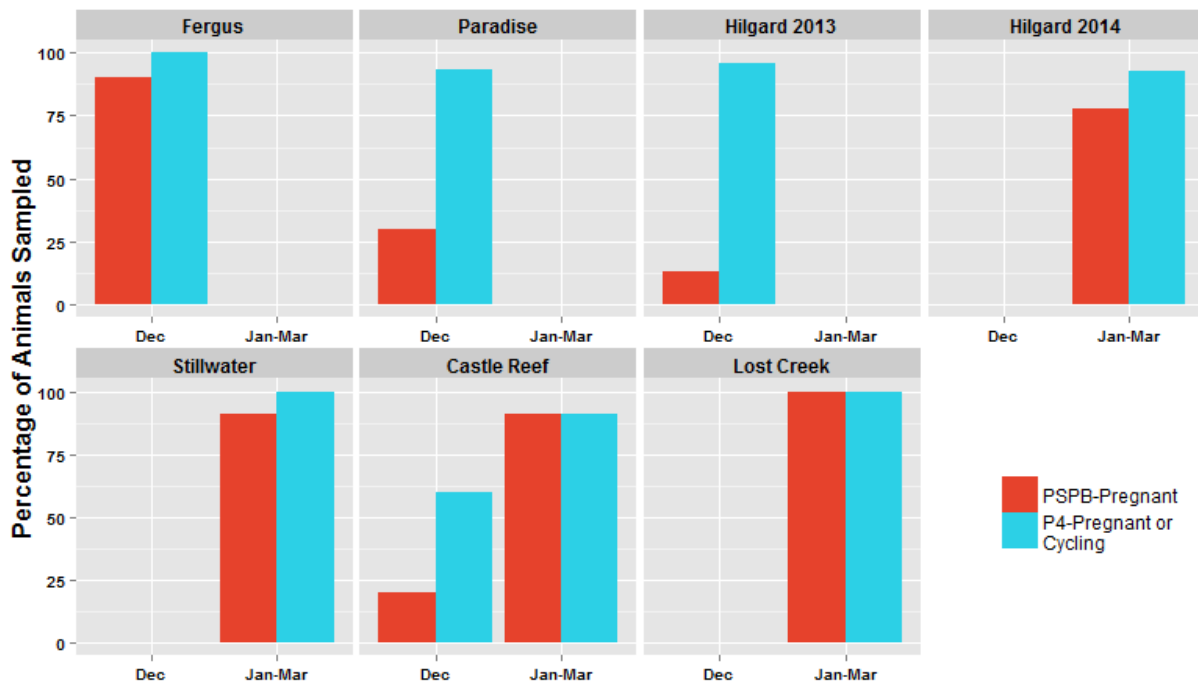 Percentage of Animals Sampled
Fergus
Paradise
Hilgard 2013
Hilgard 2014
100
75
50
25
0
Dec
Jan-Mar
Dec
Jan-Mar
Dec
Jan-Mar
Dec
Jan-Mar
Stillwater
Castle Reef
Lost Creek
100
75
50
25
0
Dec
Jan-Mar
Dec
Jan-Mar
Dec
Jan-Mar
PSPB-Pregnant
P4-Pregnant or
Cycling